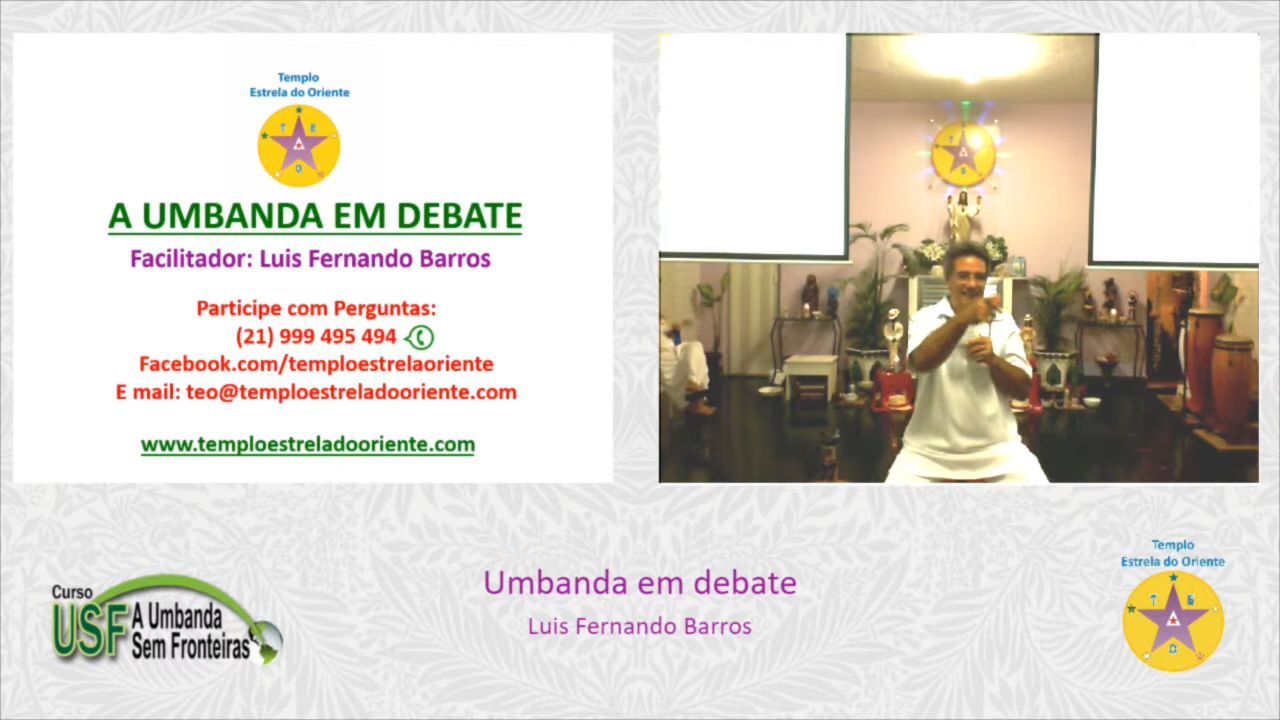 Templo
Estrela do Oriente
T E
O
A UMBANDA EM DEBATE
Facilitador: Luis Fernando Barros
Participe com Perguntas:
(21) 999 495 494
Facebook.com/temploestrelaoriente
E mail: teo@temploestreladooriente.com
www.temploestreladooriente.com
Umbanda em debate
Luis Fernando Barros
Curso
USF A Umbanda
Sem Fronteiras
Templo
Estrela do Oriente
T E
O